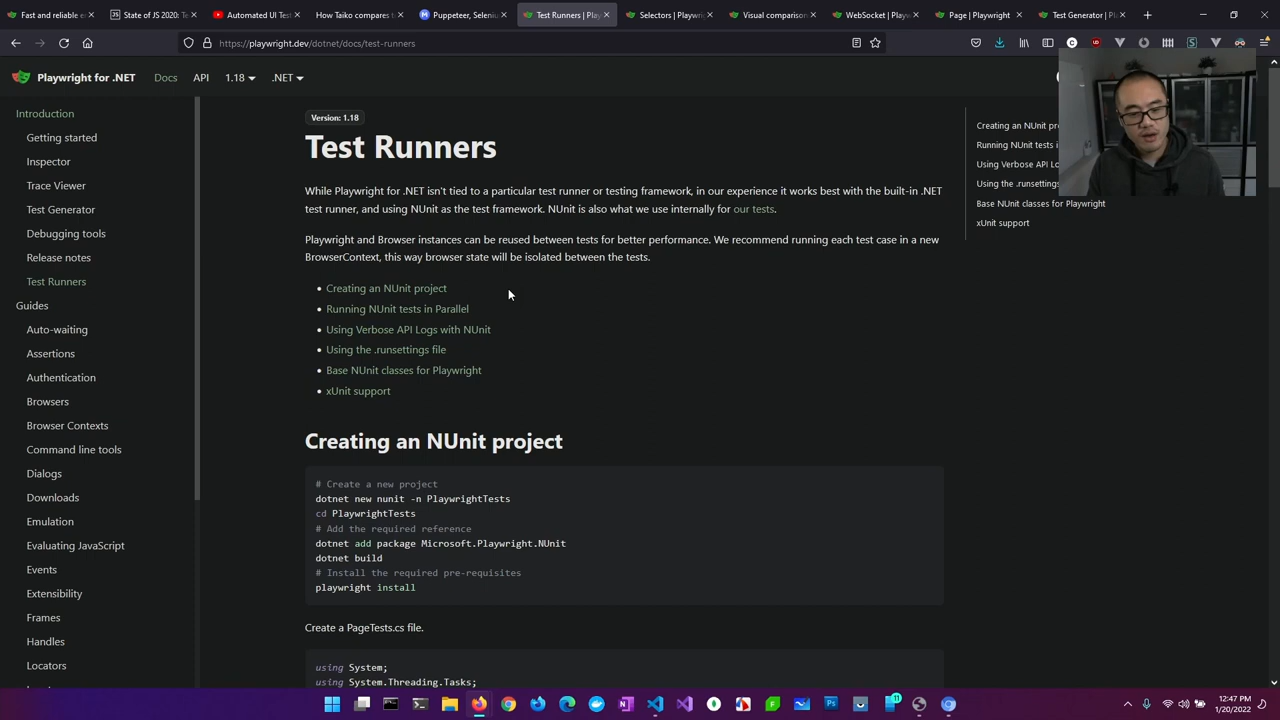 Fast and reliable e
State of JS 2020: Te
Automated UI Test
How Taiko compares t
Puppeteer, Seleniu
Test Runners | Play
Selectors | Playwrig
Visual comparison
WebSocket | Playw
Page | Playwright
Test Generator | Pl
https://playwright.dev/dotnet/docs/test-runners
Playwright for .NET
Docs
API
1.18
.NET
Introduction
Getting started
Inspector
Trace Viewer
Test Generator
Debugging tools
Release notes
Test Runners
Guides
Auto-waiting
Assertions
Authentication
Browsers
Browser Contexts
Command line tools
Dialogs
Downloads
Emulation
Evaluating JavaScript
Events
Extensibility
Frames
Handles
Locators
Version: 1.18
Test Runners
While Playwright for .NET isn't tied to a particular test runner or testing framework, in our experience it works best with the built-in .NET
test runner, and using NUnit as the test framework. NUnit is also what we use internally for our tests.
Playwright and Browser instances can be reused between tests for better performance. We recommend running each test case in a new
BrowserContext, this way browser state will be isolated between the tests.
• Creating an NUnit project
• Running NUnit tests in Parallel
• Using Verbose API Logs with NUnit
• Using the .runsettings file
• Base NUnit classes for Playwright
• xUnit support
Creating an NUnit project
# Create a new project
dotnet new nunit -n PlaywrightTests
cd PlaywrightTests
# Add the required reference
dotnet add package Microsoft.Playwright.NUnit
dotnet build
# Install the required pre-requisites
playwright install
Create a PageTests.cs file.
using System;
using System.Threading.Tasks;
Creating an NUnit pro
Running NUnit tests i
Using Verbose API Lo
Using the .runsettings
Base NUnit classes for Playwright
xUnit support
11
12:47 PM
1/20/2022